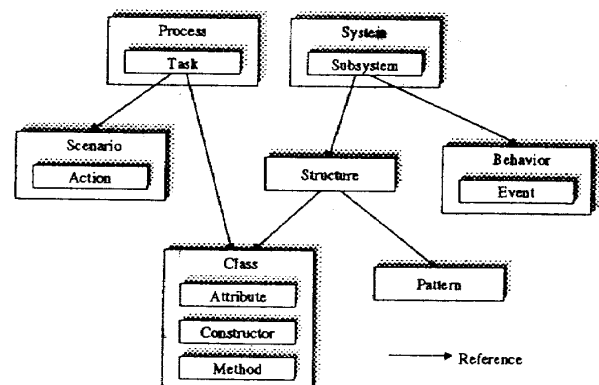 Process
Task
System
Subsystem
Scenario
Action
Structure
Behavior
Event
Class
Attribute
Constructor
Method
Pattern
Reference